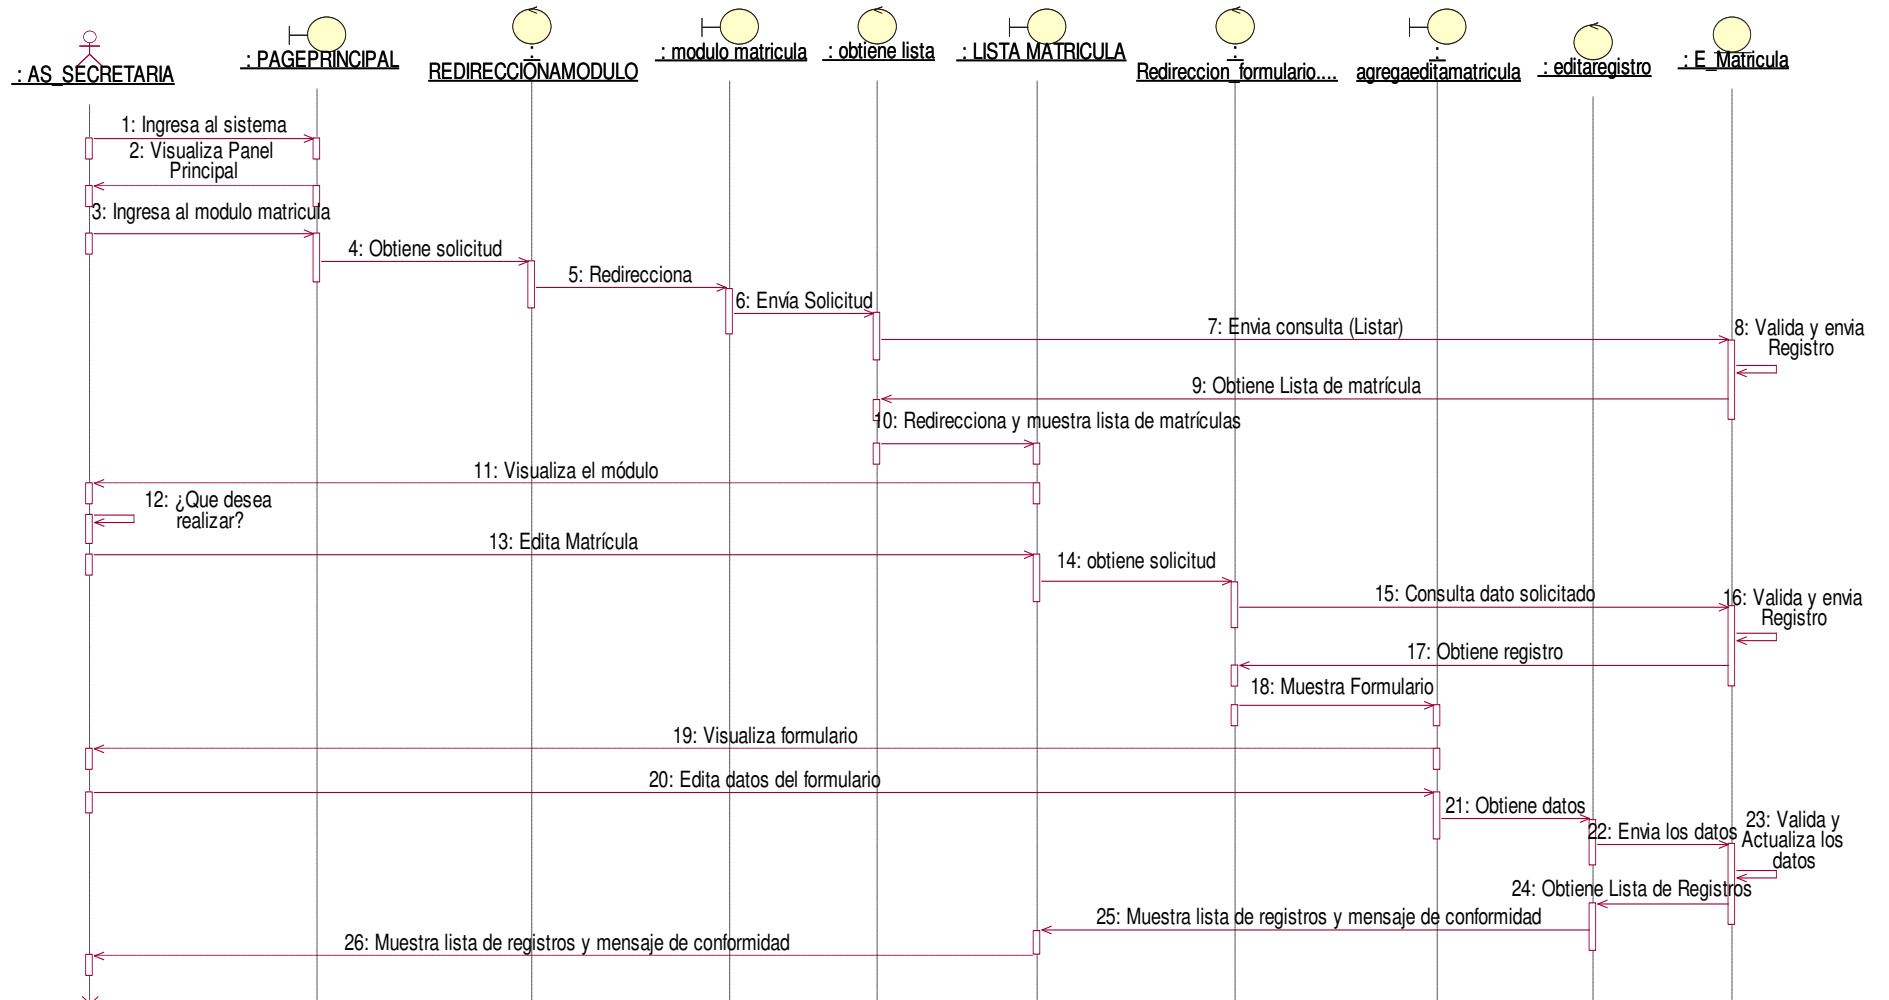 : AS_SECRETARIA
: PAGEPRINCIPAL
:
REDIRECCIONAMODULO
: modulo matricula
: obtiene lista
: LISTA MATRICULA
:
Redireccion_formulario....
:
agregaeditamatricula
: editaregistro
: E_Matricula
1: Ingresa al sistema
2: Visualiza Panel
Principal
3: Ingresa al modulo matricula
4: Obtiene solicitud
5: Redirecciona
6: Envía Solicitud
7: Envia consulta (Listar)
8: Valida y envia
Registro
9: Obtiene Lista de matrícula
10: Redirecciona y muestra lista de matrículas
11: Visualiza el módulo
12: ¿Que desea
realizar?
13: Edita Matrícula
14: obtiene solicitud
15: Consulta dato solicitado
16: Valida y envia
Registro
17: Obtiene registro
18: Muestra Formulario
19: Visualiza formulario
20: Edita datos del formulario
21: Obtiene datos
22: Envia los datos
23: Valida y
Actualiza los
datos
24: Obtiene Lista de Registros
25: Muestra lista de registros y mensaje de conformidad
26: Muestra lista de registros y mensaje de conformidad